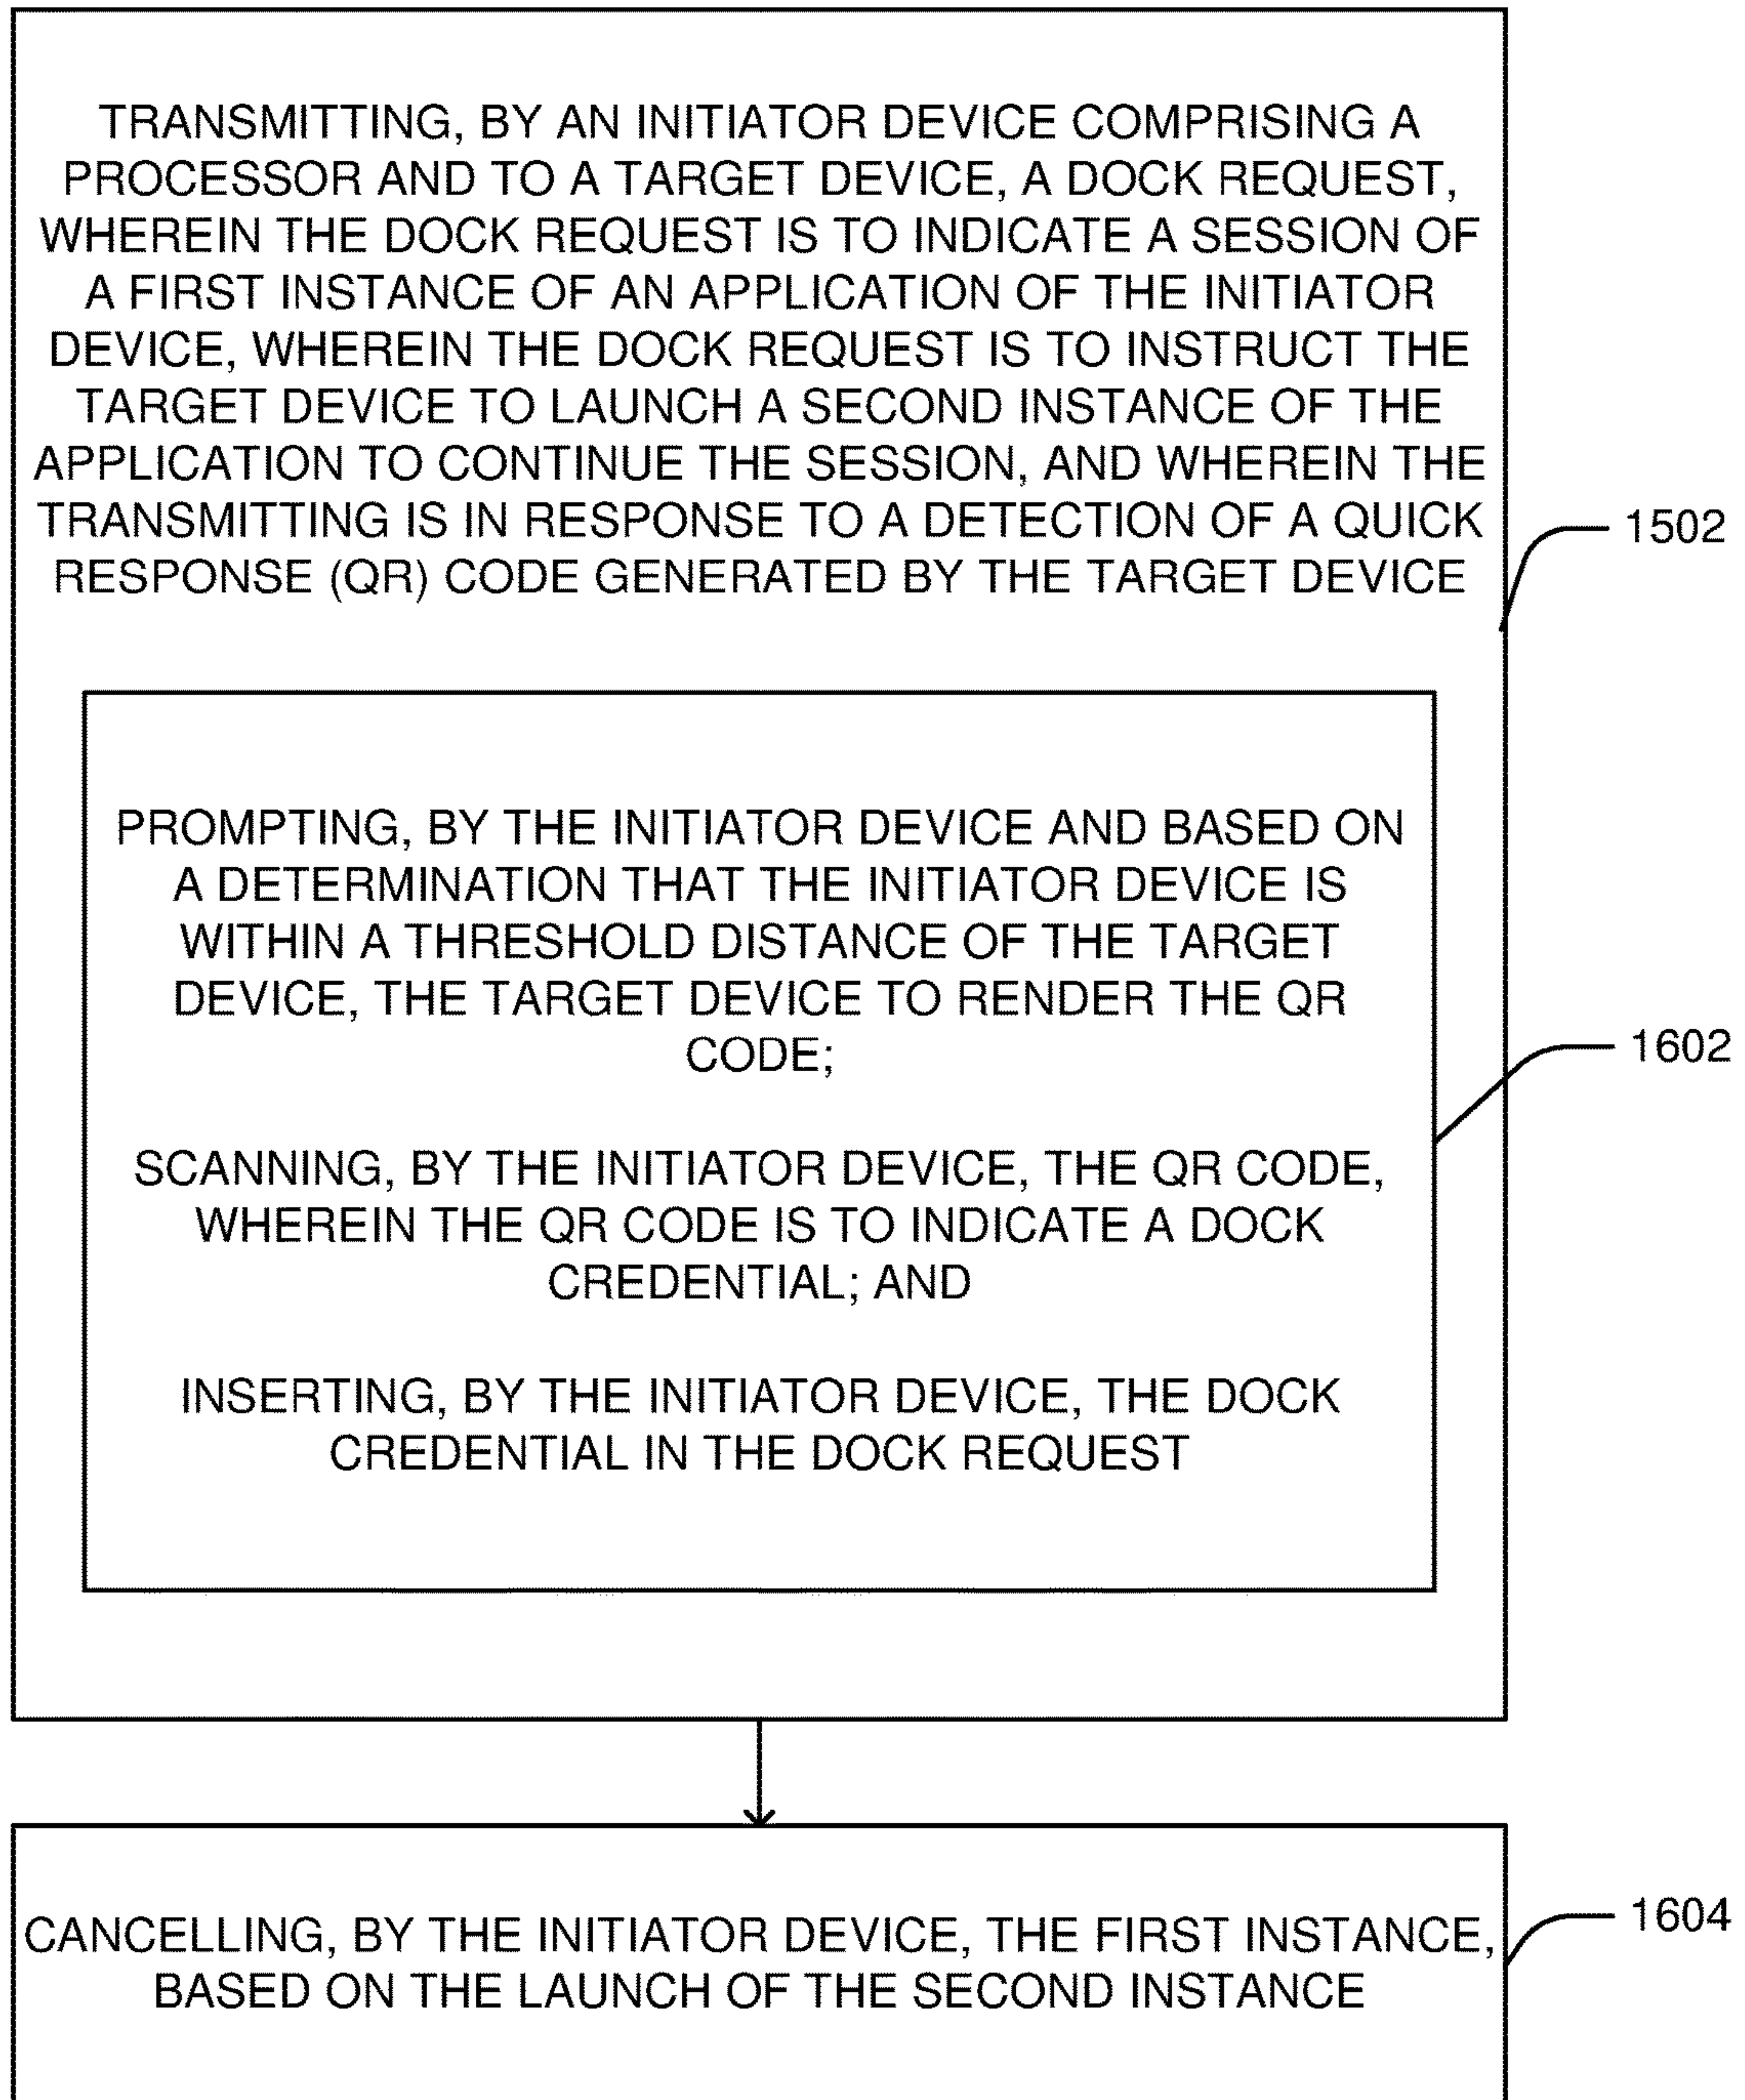 TRANSMITTING, BY AN INITIATOR DEVICE COMPRISING A
PROCESSOR AND TO A TARGET DEVICE, A DOCK REQUEST,
WHEREIN THE DOCK REQUEST IS TO INDICATE A SESSION OF
A FIRST INSTANCE OF AN APPLICATION OF THE INITIATOR
DEVICE, WHEREIN THE DOCK REQUEST IS TO INSTRUCT THE
TARGET DEVICE TO LAUNCH A SECOND INSTANCE OF THE
APPLICATION TO CONTINUE THE SESSION, AND WHEREIN THE
TRANSMITTING IS IN RESPONSE TO A DETECTION OF A QUICK
RESPONSE (QR) CODE GENERATED BY THE TARGET DEVICE
1502
PROMPTING, BY THE INITIATOR DEVICE AND BASED ON
A DETERMINATION THAT THE INITIATOR DEVICE IS
WITHIN A THRESHOLD DISTANCE OF THE TARGET
DEVICE, THE TARGET DEVICE TO RENDER THE QR
CODE;
1602
SCANNING, BY THE INITIATOR DEVICE, THE QR CODE,
WHEREIN THE QR CODE IS TO INDICATE A DOCK
CREDENTIAL; AND
INSERTING, BY THE INITIATOR DEVICE, THE DOCK
CREDENTIAL IN THE DOCK REQUEST
CANCELLING, BY THE INITIATOR DEVICE, THE FIRST INSTANCE,
BASED ON THE LAUNCH OF THE SECOND INSTANCE
1604